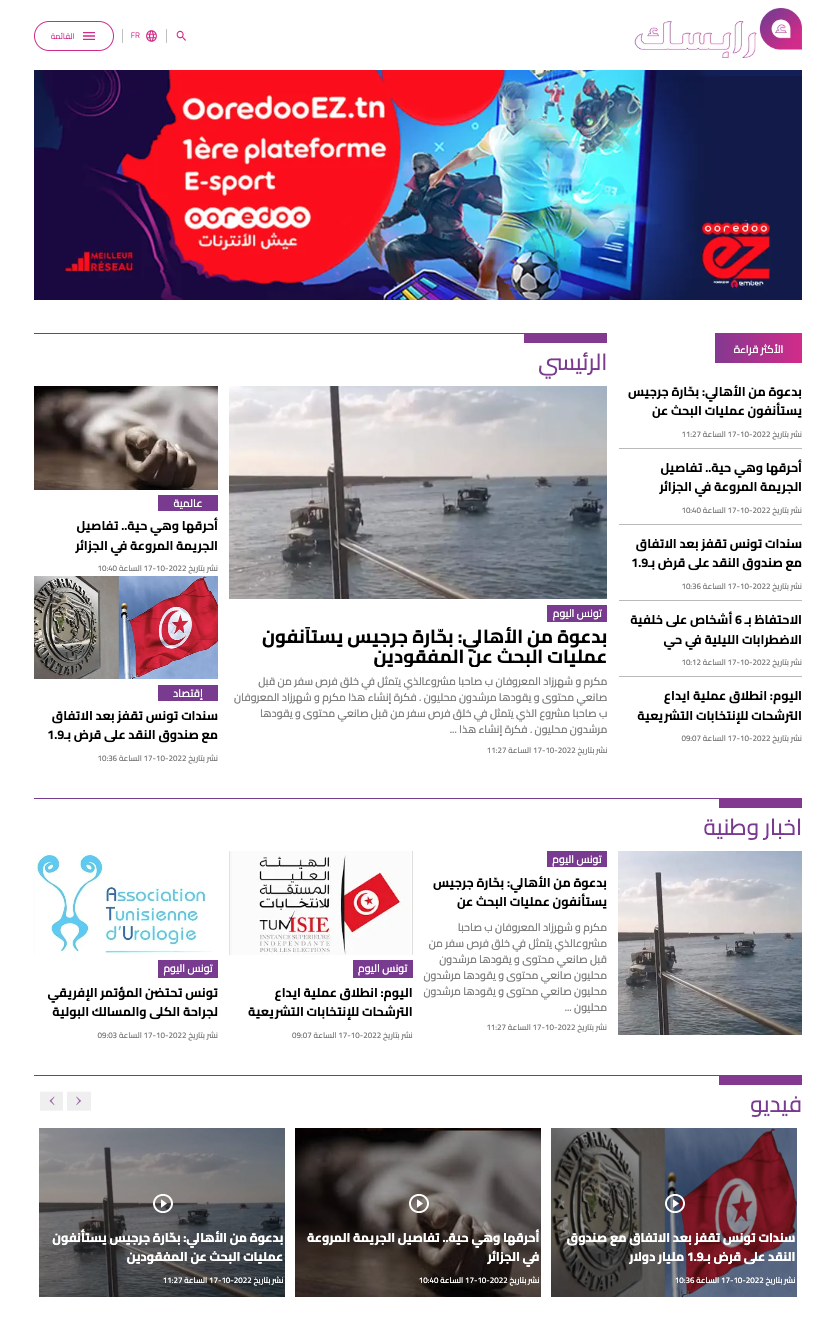 رابسك
FR
القائمة
OoredooEZ.tn
1ère plateforme
E-sport
ooredoo
عيش الأنترنات
MEILLEUR
RÉSEAU
ooredoo
ez
ember
الأكثر قراءة
بدعوة من الأهالي: بحّارة جرجيس
يستأنفون عمليات البحث عن
نشر بتاريخ 2022-10-17 الساعة 11:27
أحرقها وهي حية.. تفاصيل
الجريمة المروعة في الجزائر
نشر بتاريخ 2022-10-17 الساعة 10:40
سندات تونس تقفز بعد الاتفاق
مع صندوق النقد على قرض بـ1.9
نشر بتاريخ 2022-10-17 الساعة 10:36
الاحتفاظ بـ 6 أشخاص على خلفية
الاضطرابات الليلية في حي
نشر بتاريخ 2022-10-17 الساعة 10:12
اليوم: انطلاق عملية ايداع
الترشحات للإنتخابات التشريعية
نشر بتاريخ 2022-10-17 الساعة 09:07
الرئيسي
تونس اليوم
بدعوة من الأهالي: بحّارة جرجيس يستأنفون
عمليات البحث عن المفقودين
مكرم و شهرزاد المعروفان ب صاحبا مشروعالذي يتمثل في خلق فرص سفر من قبل
صانعي محتوى و يقودها مرشدون محليون . فكرة إنشاء هذا مكرم و شهرزاد المعروفان
ب صاحبا مشروع الذي يتمثل في خلق فرص سفر من قبل صانعي محتوى و يقودها
مرشدون محليون . فكرة إنشاء هذا ...
نشر بتاريخ 2022-10-17 الساعة 11:27
عالمية
أحرقها وهي حية.. تفاصيل
الجريمة المروعة في الجزائر
نشر بتاريخ 2022-10-17 الساعة 10:40
إقتصاد
سندات تونس تقفز بعد الاتفاق
مع صندوق النقد على قرض بـ1.9
نشر بتاريخ 2022-10-17 الساعة 10:36
اخبار وطنية
تونس اليوم
بدعوة من الأهالي: بحّارة جرجيس
يستأنفون عمليات البحث عن
مكرم و شهرزاد المعروفان ب صاحبا
مشروعالذي يتمثل في خلق فرص سفر من
قبل صانعي محتوى و يقودها مرشدون
محليون صانعي محتوى و يقودها مرشدون
محليون صانعي محتوى و يقودها مرشدون
محليون ...
نشر بتاريخ 2022-10-17 الساعة 11:27
الهيئة
العليا
المستقلة
للانتخابات
TUNISIE
INSTANCE SUPERIEURE
INDEPENDANTE
POUR LES ELECTIONS
تونس اليوم
اليوم: انطلاق عملية ايداع
الترشحات للإنتخابات التشريعية
نشر بتاريخ 2022-10-17 الساعة 09:07
Association
Tunisienne
d'Urologie
تونس اليوم
تونس تحتضن المؤتمر الإفريقي
لجراحة الكلى والمسالك البولية
نشر بتاريخ 2022-10-17 الساعة 09:03
فيديو
سندات تونس تقفز بعد الاتفاق مع صندوق
النقد على قرض بـ1.9 مليار دولار
نشر بتاريخ 2022-10-17 الساعة 10:36
أحرقها وهي حية.. تفاصيل الجريمة المروعة
في الجزائر
نشر بتاريخ 2022-10-17 الساعة 10:40
بدعوة من الأهالي: بحّارة جرجيس يستأنفون
عمليات البحث عن المفقودين
نشر بتاريخ 2022-10-17 الساعة 11:27